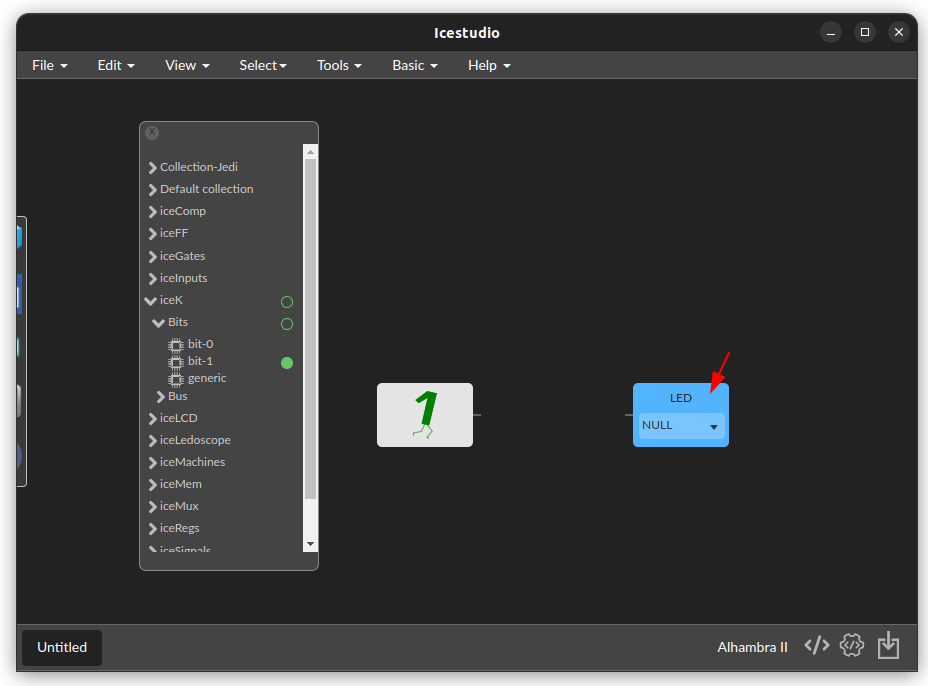 Icestudio
File Edit View Select Tools Basic Help
Collection-Jedi
Default collection
iceComp
iceFF
iceGates
iceInputs
iceK
Bits
bit-0
bit-1
generic
Bus
iceLCD
iceLedoscope
iceMachines
iceMem
iceMux
iceRegs
iceSignals
1
LED
NULL
Untitled
Alhambra II